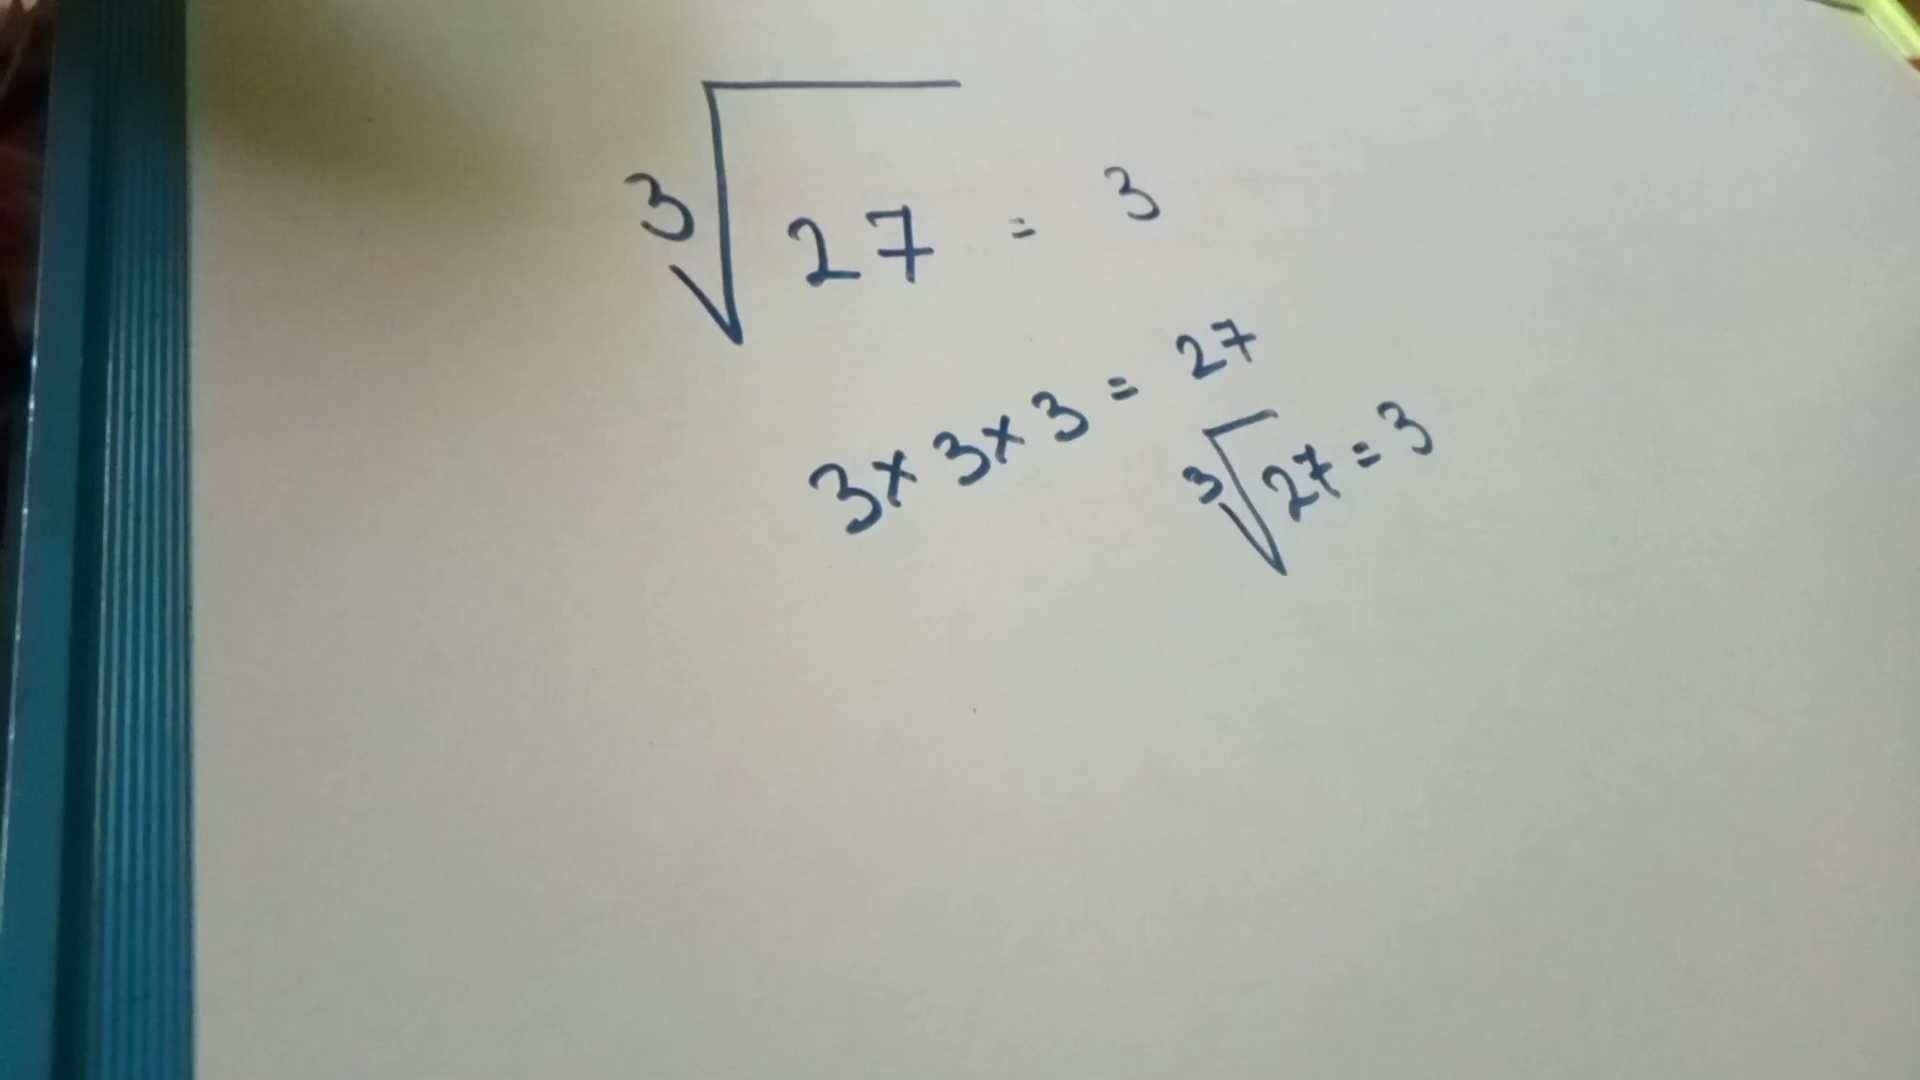 ∛27 = 3
3 × 3 × 3 = 27
∛27 = 3